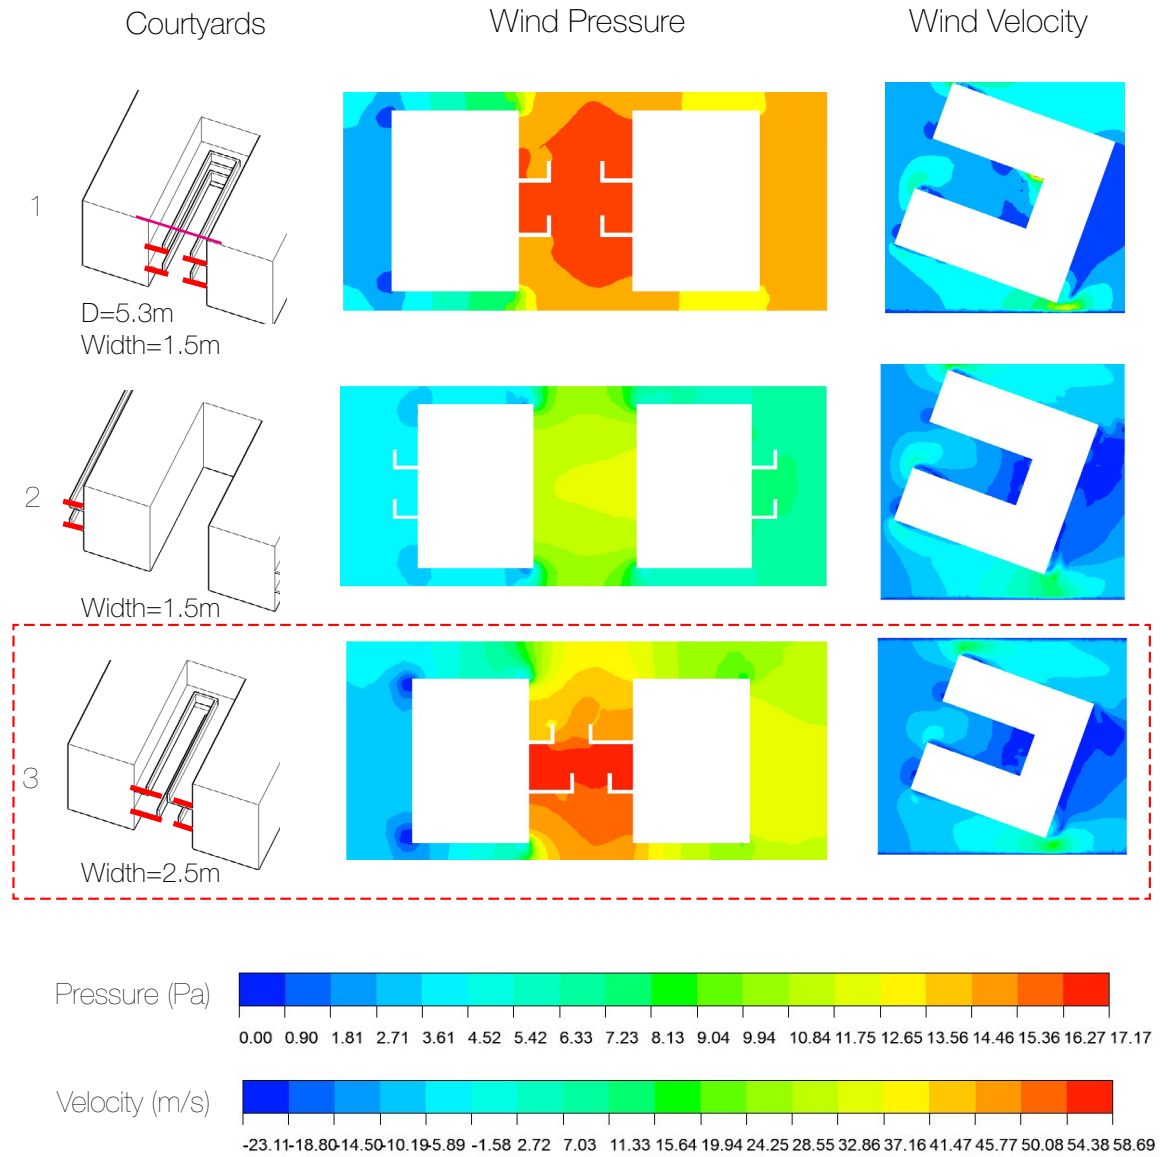 Courtyards Wind Pressure Wind Velocity
1
D=5.3m
Width=1.5m
2
Width=1.5m
3
Width=2.5m
Pressure (Pa)
0.00 0.90 1.81 2.71 3.61 4.52 5.42 6.33 7.23 8.13 9.04 9.94 10.84 11.75 12.65 13.56 14.46 15.36 16.27 17.17
Velocity (m/s)
-23.11 -18.80 -14.50 -10.19 -5.89 -1.58 2.72 7.03 11.33 15.64 19.94 24.25 28.55 32.86 37.16 41.47 45.77 50.08 54.38 58.69